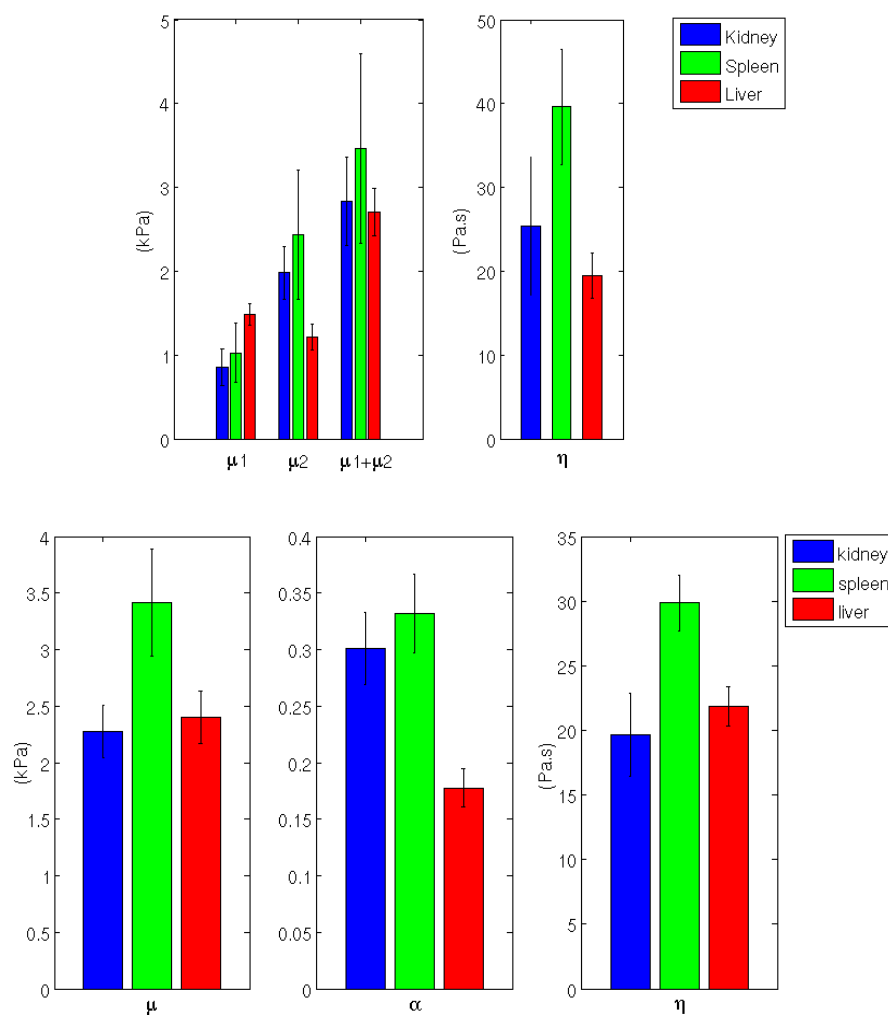 5
4
3
2
1
0
(kPa)
μ1 μ2 μ1+μ2
50
40
30
20
10
0
(Pa.s)
η
Kidney
Spleen
Liver
4
3.5
3
2.5
2
1.5
1
0.5
0
(kPa)
μ
0.4
0.35
0.3
0.25
0.2
0.15
0.1
0.05
0
α
35
30
25
20
15
10
5
0
(Pa.s)
η
kidney
spleen
liver